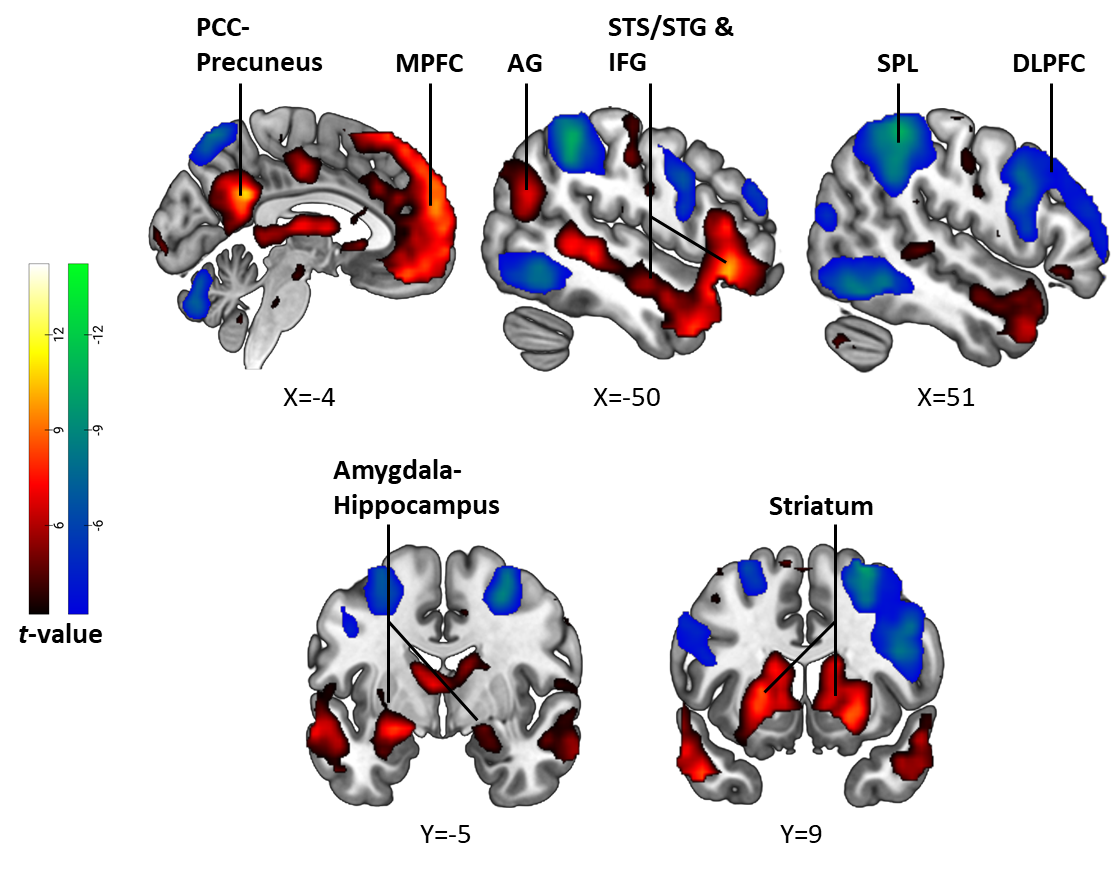 PCC-
Precuneus
MPFC
AG
STS/STG &
IFG
SPL
DLPFC
X=-4
X=-50
X=51
12
-12
9
-9
6
-6
t-value
Amygdala-
Hippocampus
Striatum
Y=-5
Y=9